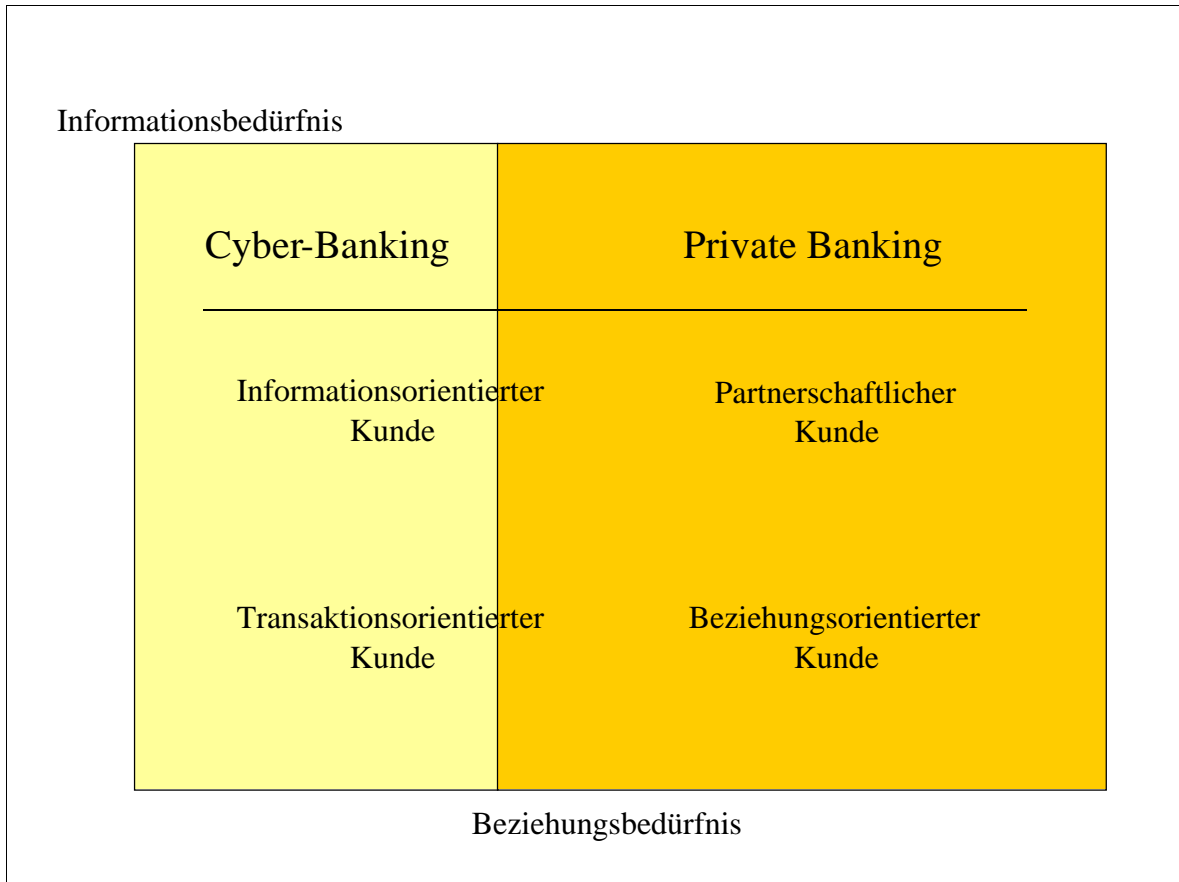 Informationsbedürfnis
Cyber-Banking
Private Banking
Informationsorientierter
Kunde
Partnerschaftlicher
Kunde
Transaktionsorientierter
Kunde
Beziehungsorientierter
Kunde
Beziehungsbedürfnis